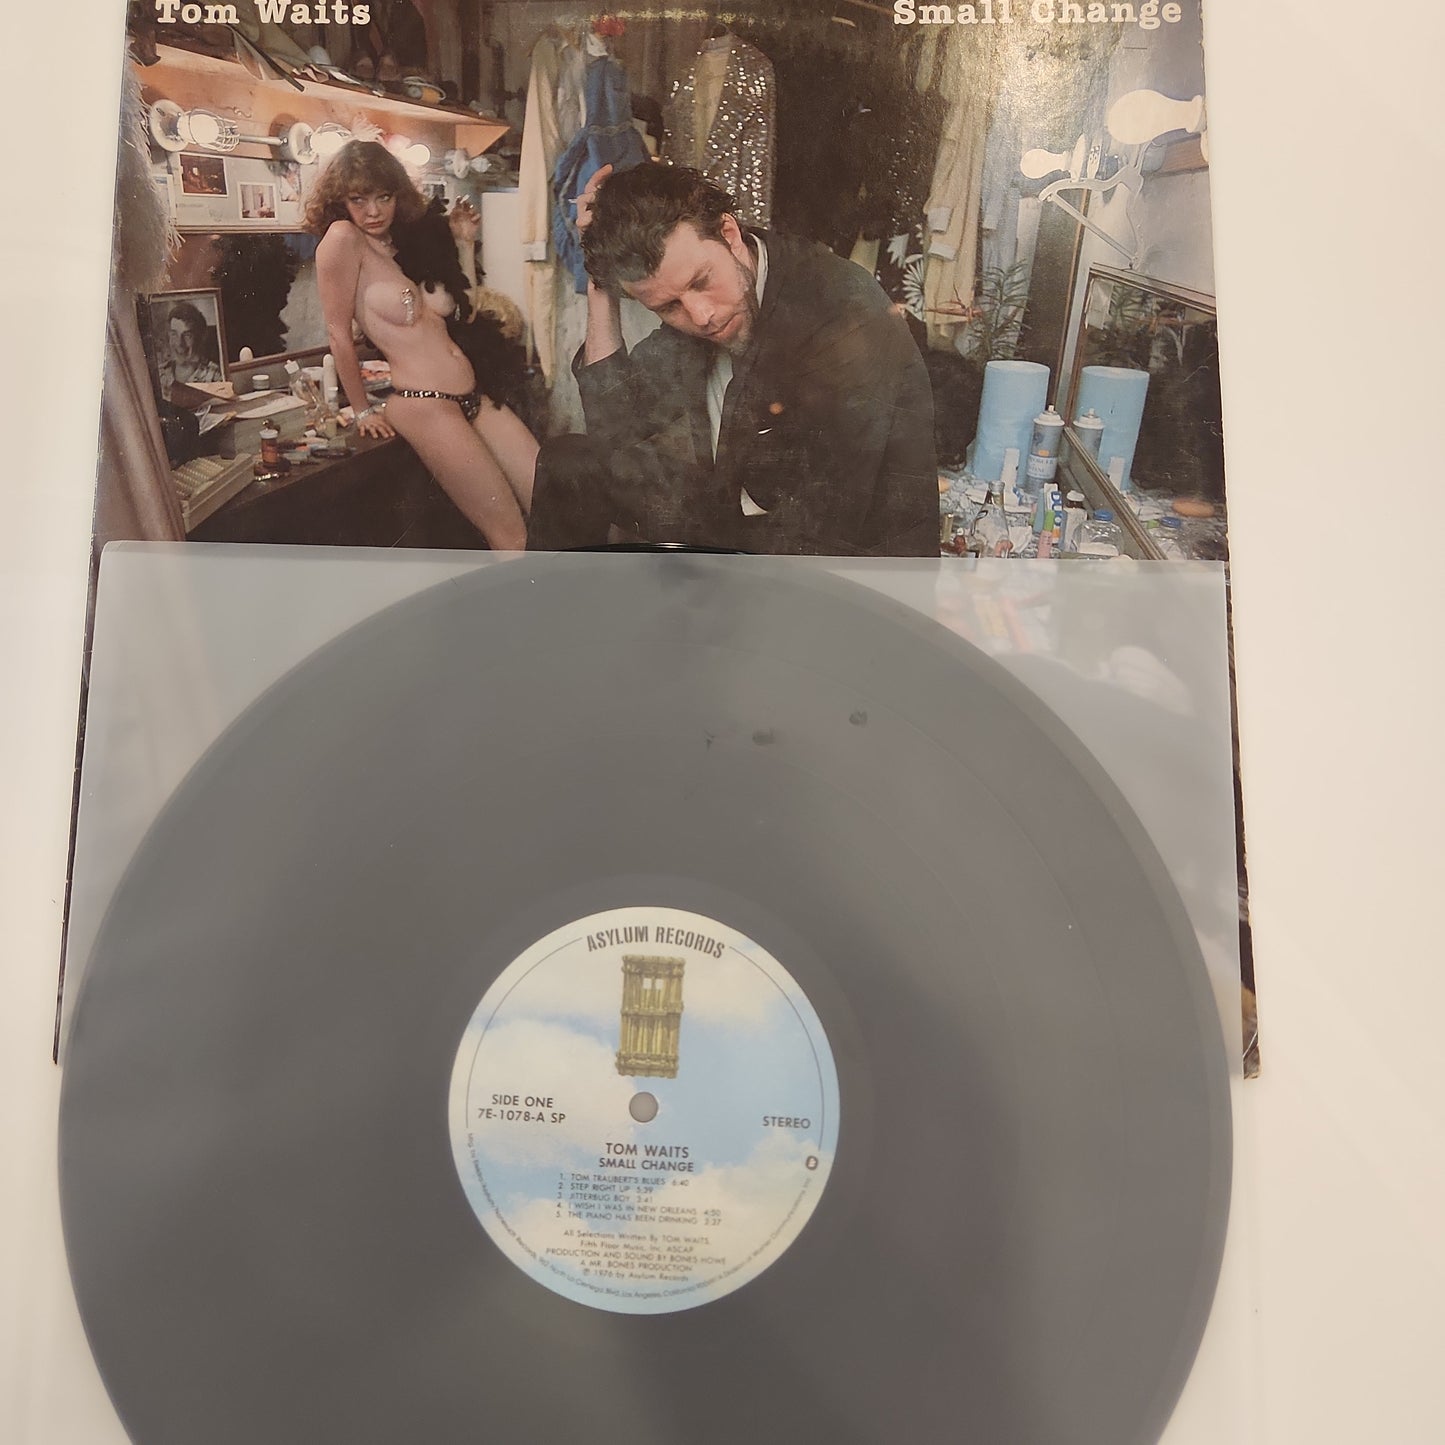 Tom Waits
Small Change
ASYLUM RECORDS
SIDE ONE
7E-1078-A SP
STEREO
TOM WAITS
SMALL CHANGE
1. TOM TRAUBERT'S BLUES 6:40
2. STEP RIGHT UP 5:39
3. JITTERBUG BOY 3:41
4. I WISH I WAS IN NEW ORLEANS 4:50
5. THE PIANO HAS BEEN DRINKING 3:37
All Selections Written By TOM WAITS.
Fifth Floor Music, Inc. ASCAP
PRODUCTION AND SOUND BY BONES HOWE
A MR. BONES PRODUCTION
℗ 1976 by Asylum Records